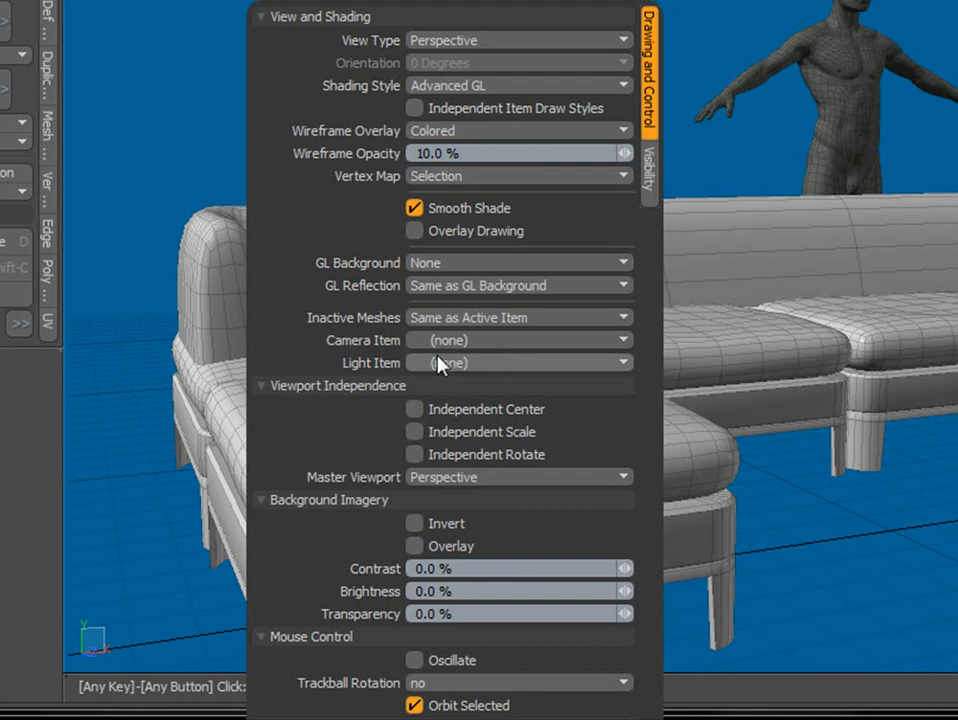 View and Shading
View Type Perspective
Orientation 0 Degrees
Shading Style Advanced GL
Independent Item Draw Styles
Wireframe Overlay Colored
Wireframe Opacity 10.0 %
Vertex Map Selection
Smooth Shade
Overlay Drawing
GL Background None
GL Reflection Same as GL Background
Inactive Meshes Same as Active Item
Camera Item (none)
Light Item
Viewport Independence
Independent Center
Independent Scale
Independent Rotate
Master Viewport Perspective
Background Imagery
Invert
Overlay
Contrast 0.0 %
Brightness 0.0 %
Transparency 0.0 %
Mouse Control
Oscillate
Trackball Rotation no
Orbit Selected
Drawing and Control
Visibility
Def ...
Duplic...
Mesh ...
Ver ...
Edge
Poly ...
UV
on
e D
hift-C
>>
Y
[Any Key]-[Any Button] Click: